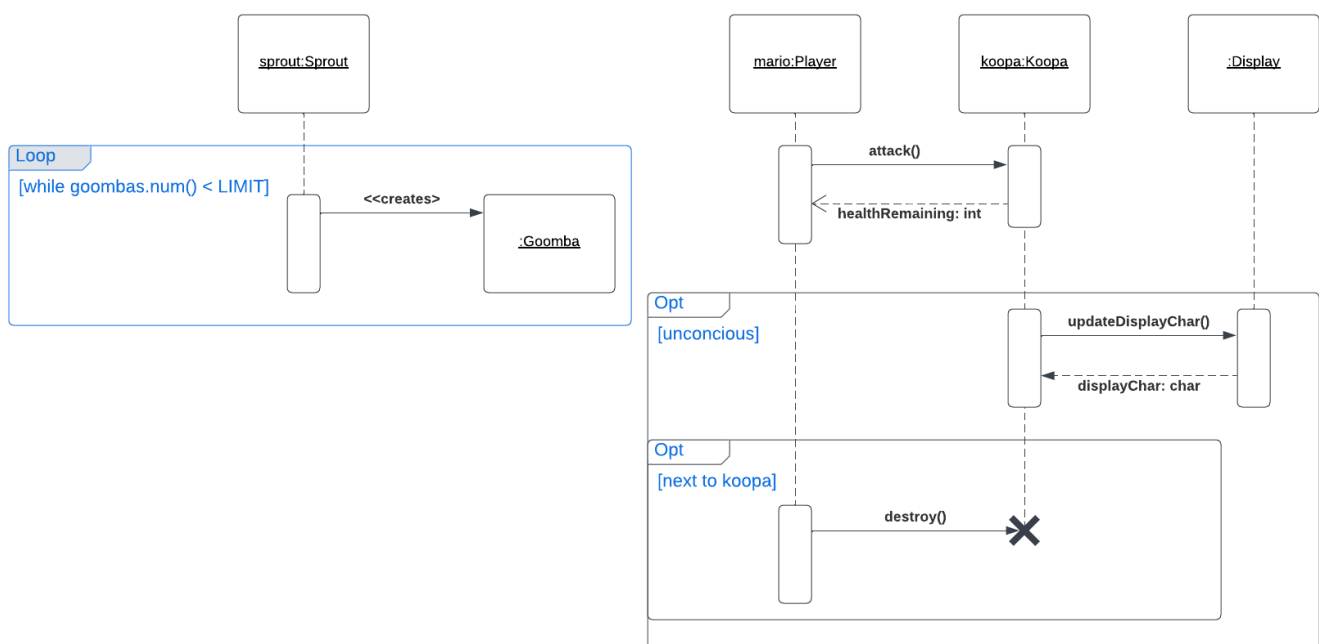 sprout:Sprout
mario:Player
koopa:Koopa
:Display
Loop
[while goombas.num() < LIMIT]
<<creates>
:Goomba
attack()
healthRemaining: int
Opt
[unconcious]
updateDisplayChar()
displayChar: char
Opt
[next to koopa]
destroy()